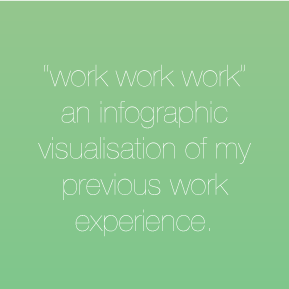 "work work work"
an infographic
visualisation of my
previous work
experience.